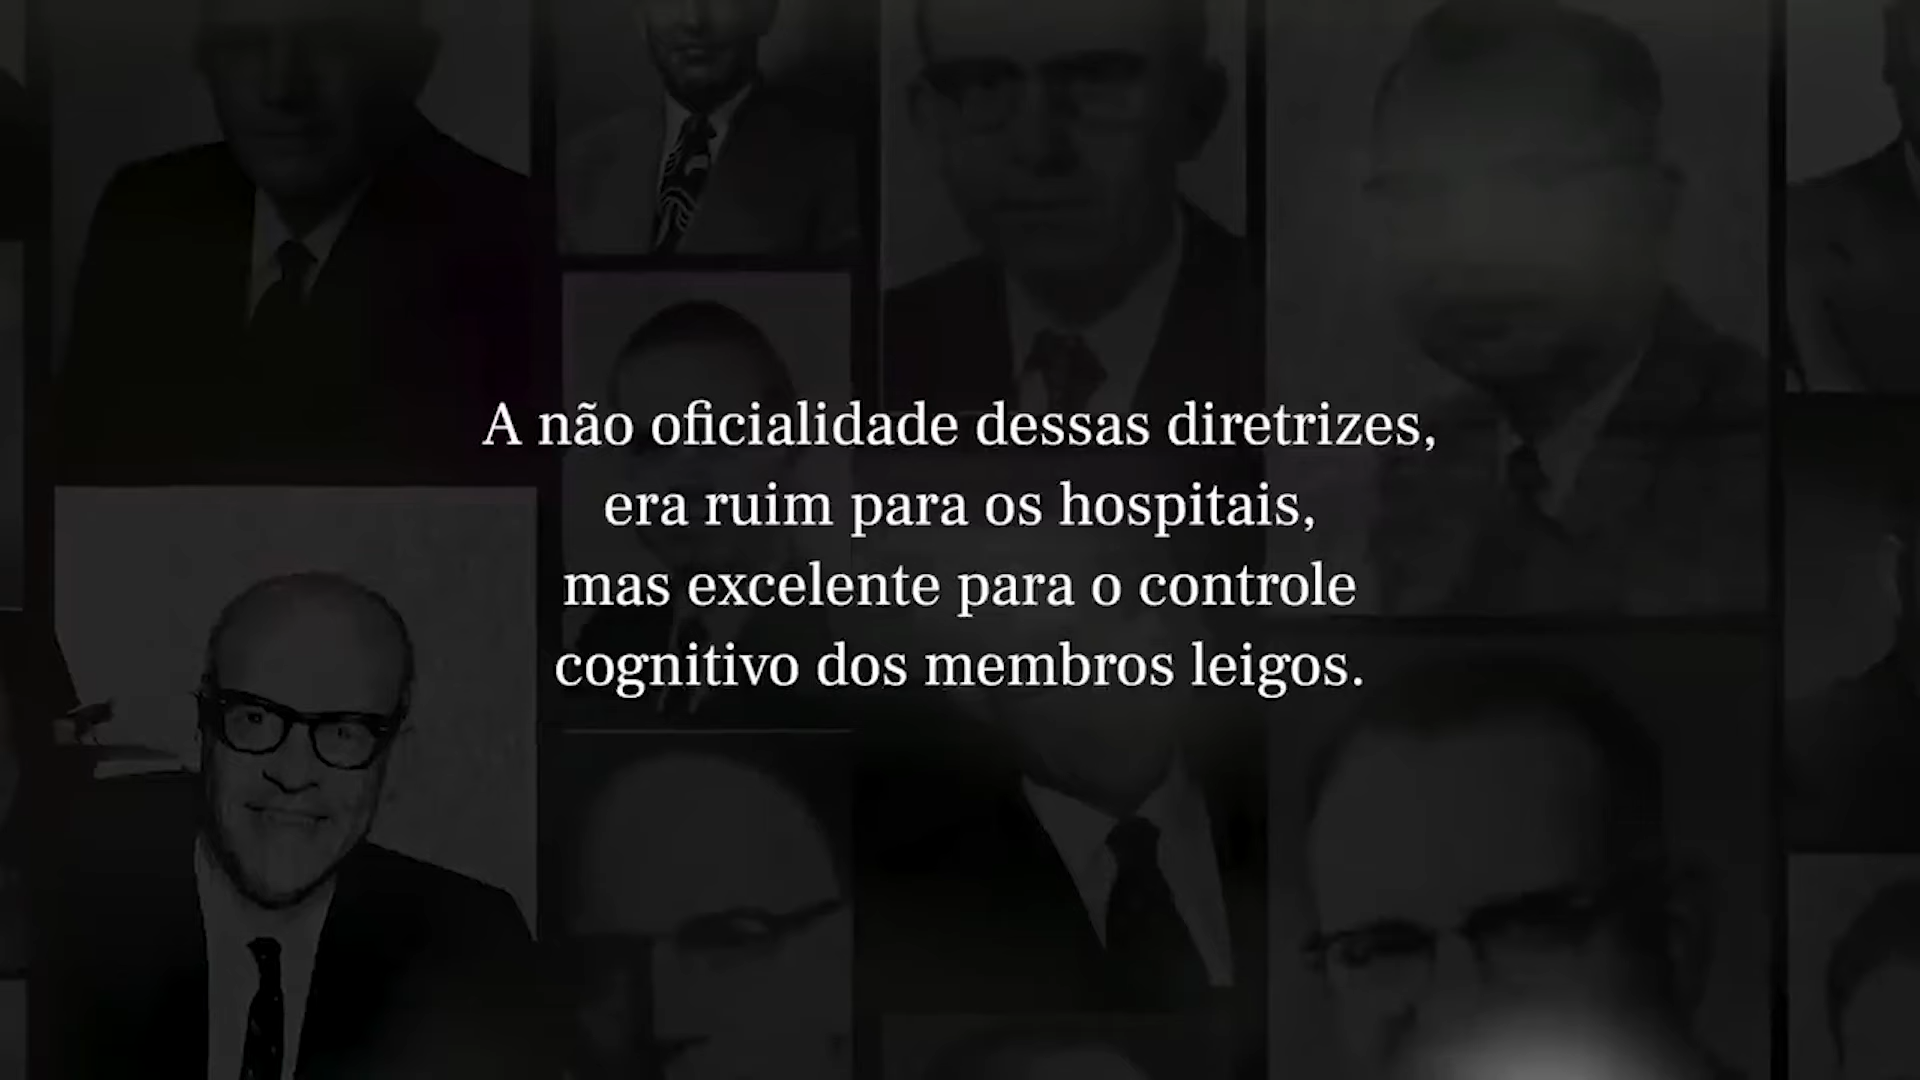 A não oficialidade dessas diretrizes,
era ruim para os hospitais,
mas excelente para o controle
cognitivo dos membros leigos.